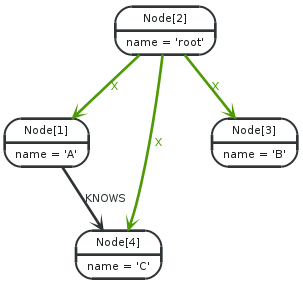 Node[2]
name = 'root'
X
X
Node[1]
name = 'A'
Node[3]
name = 'B'
X
KNOWS
Node[4]
name = 'C'